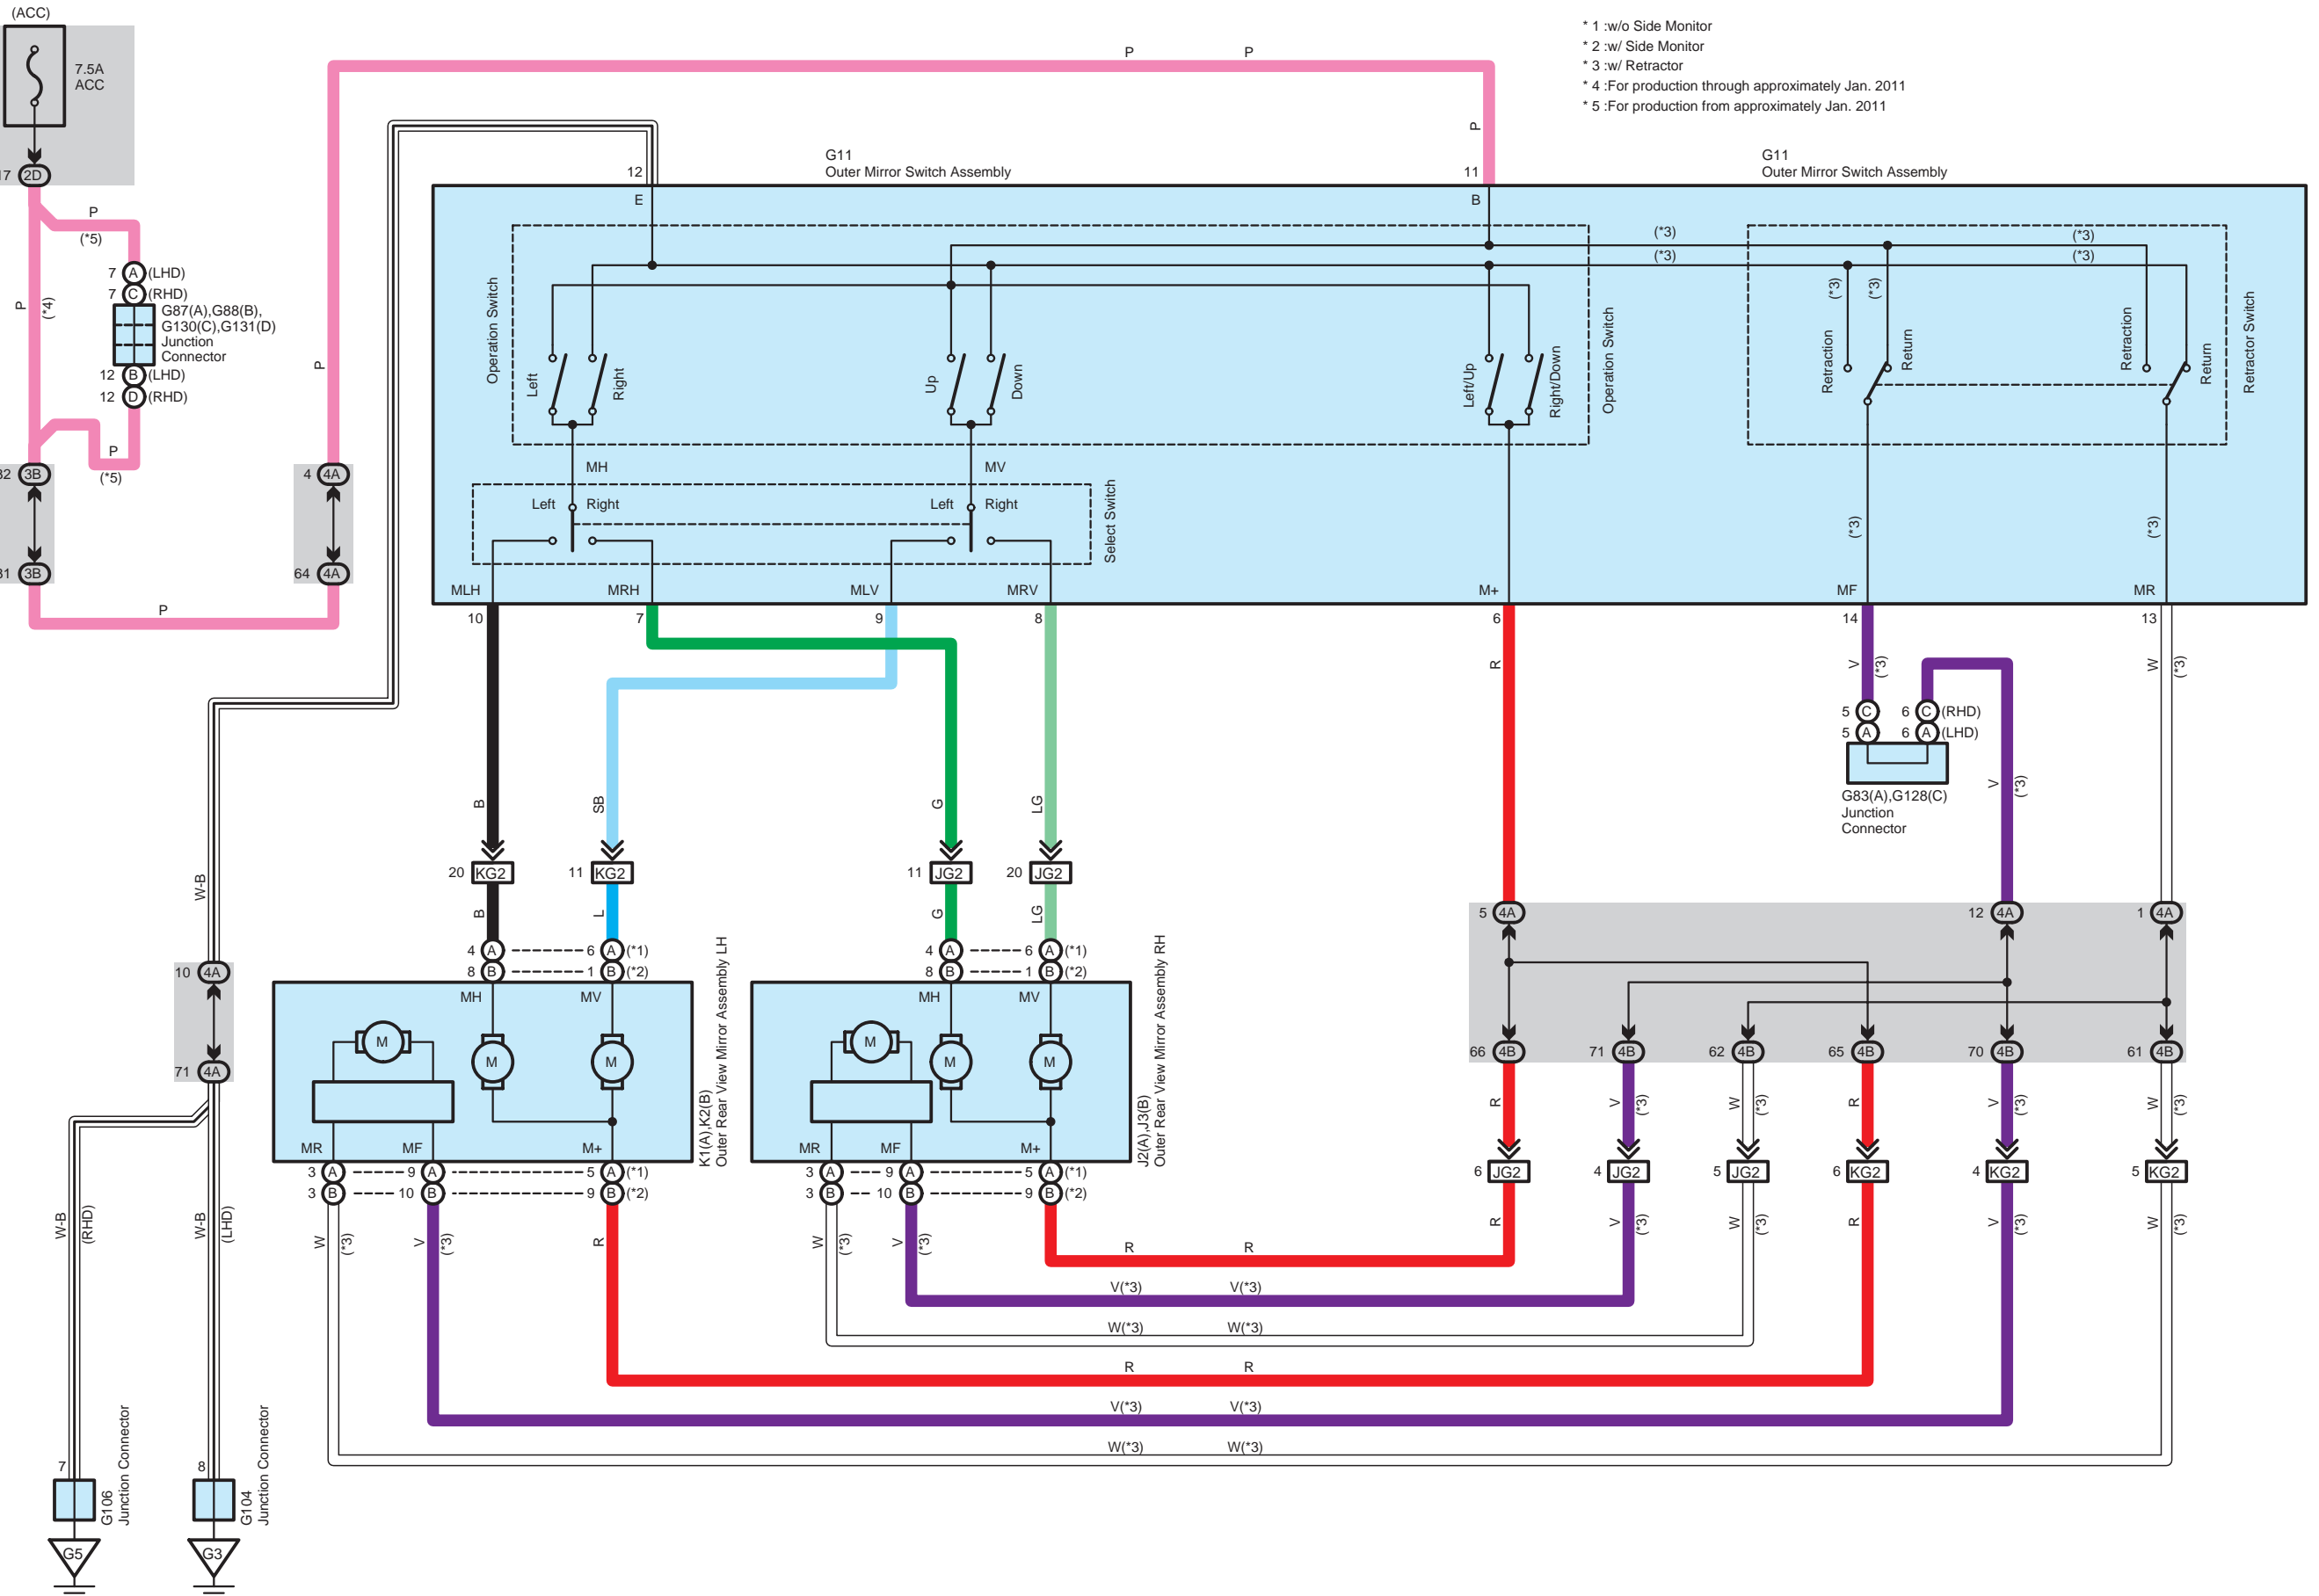 (ACC)
7.5A
ACC
17 2D
P
(*5)
P
(*4)
7 A (LHD)
7 C (RHD)
G87(A),G88(B),
G130(C),G131(D)
Junction
Connector
12 B (LHD)
12 D (RHD)
P
(*5)
3B
3B
P
4 4A
64 4A
P
P P
P
* 1 :w/o Side Monitor
* 2 :w/ Side Monitor
* 3 :w/ Retractor
* 4 :For production through approximately Jan. 2011
* 5 :For production from approximately Jan. 2011
G11
Outer Mirror Switch Assembly
G11
Outer Mirror Switch Assembly
12
11
E
B
(*3)
(*3)
(*3)
(*3)
Operation Switch
Left
Right
Up
Down
Left/Up
Right/Down
Operation Switch
(*3)
(*3)
Retraction
Return
Retraction
Return
Retractor Switch
MH
MV
Left Right
Left Right
Select Switch
(*3)
(*3)
MLH MRH MLV MRV M+ MF MR
10 7 9 8 6 14 13
R
V
(*3)
W
(*3)
5 C 6 C (RHD)
5 A 6 A (LHD)
G83(A),G128(C)
Junction
Connector
V
(*3)
B
SB
G
LG
20 KG2
11 KG2
11 JG2
20 JG2
B
L
G
LG
W-B
10 4A
71 4A
4 A 6 A (*1)
8 B 1 B (*2)
4 A 6 A (*1)
8 B 1 B (*2)
MH MV
MH MV
M M M
M M M
MR MF M+
MR MF M+
K1(A),K2(B)
Outer Rear View Mirror Assembly LH
J2(A),J3(B)
Outer Rear View Mirror Assembly RH
3 A 9 A 5 A (*1)
3 B 10 B 9 B (*2)
3 A 9 A 5 A (*1)
3 B 10 B 9 B (*2)
5 4A
12 4A
1 4A
66 4B
71 4B
62 4B
65 4B
70 4B
61 4B
R
V
(*3)
W
(*3)
R
V
(*3)
W
(*3)
6 JG2
4 JG2
5 JG2
6 KG2
4 KG2
5 KG2
W-B
(RHD)
W-B
(LHD)
W
(*3)
V
(*3)
R
W
(*3)
V
(*3)
R
V
(*3)
W
(*3)
R
V
(*3)
W
(*3)
R R
V(*3) V(*3)
W(*3) W(*3)
R R
V(*3) V(*3)
W(*3) W(*3)
7
G106
Junction Connector
8
G104
Junction Connector
G5
G3